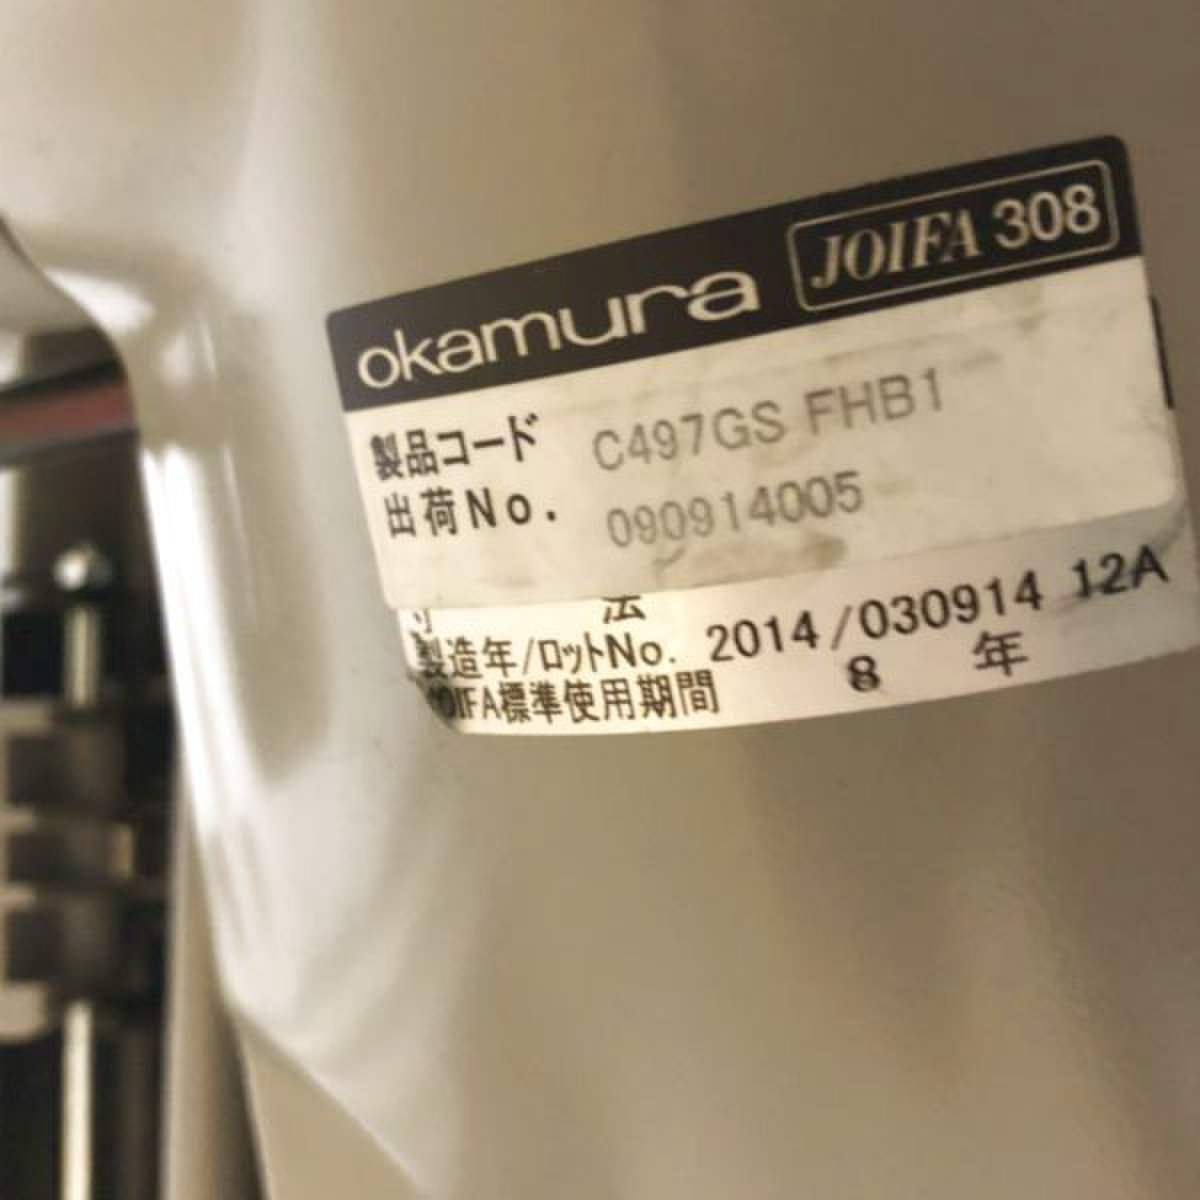 okamura JOIFA 308
製品コード C497GS FHB1
出荷No. 090914005
法
製造年/ロットNo. 2014/030914 12A
JOIFA標準使用期間 8 年